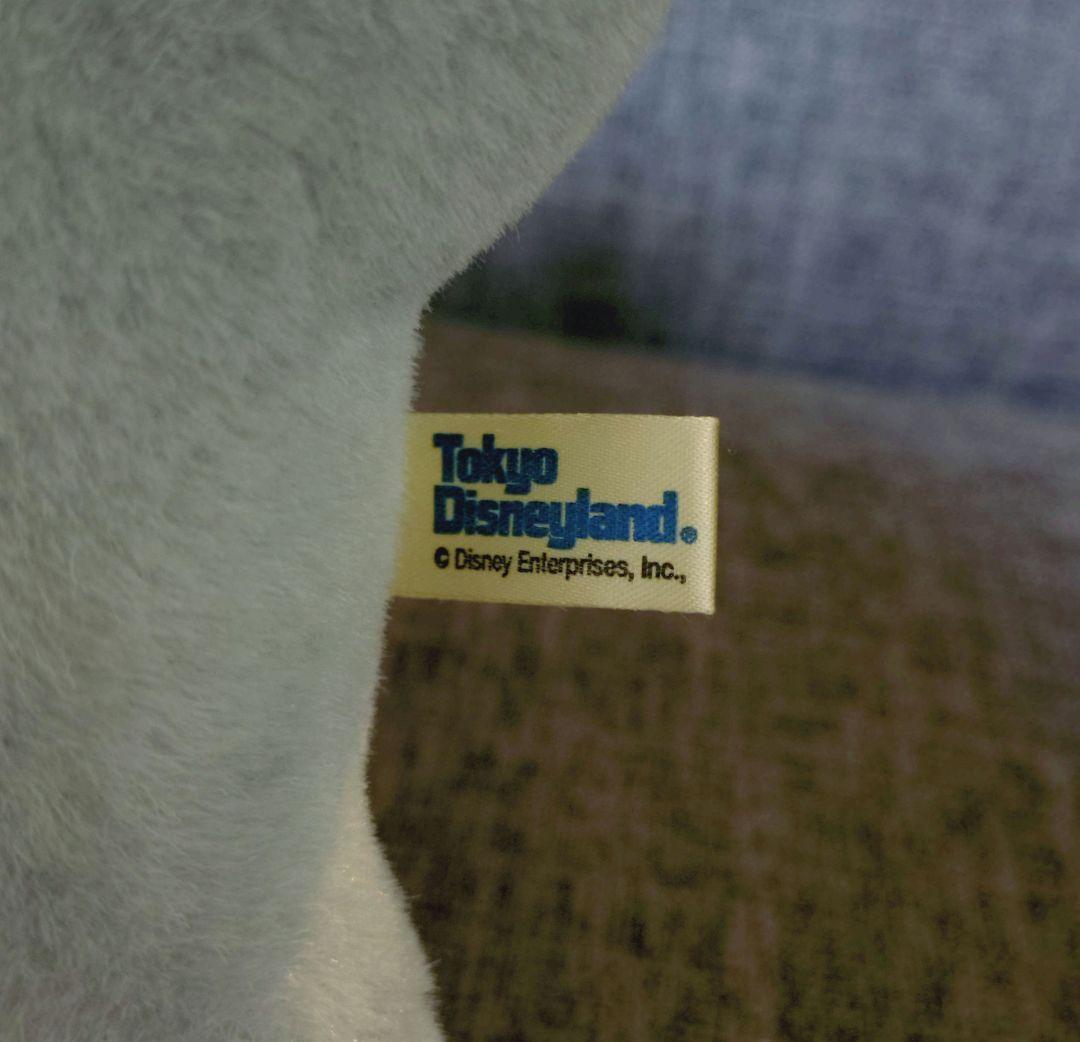 Tokyo
Disneyland®
© Disney Enterprises, Inc.,